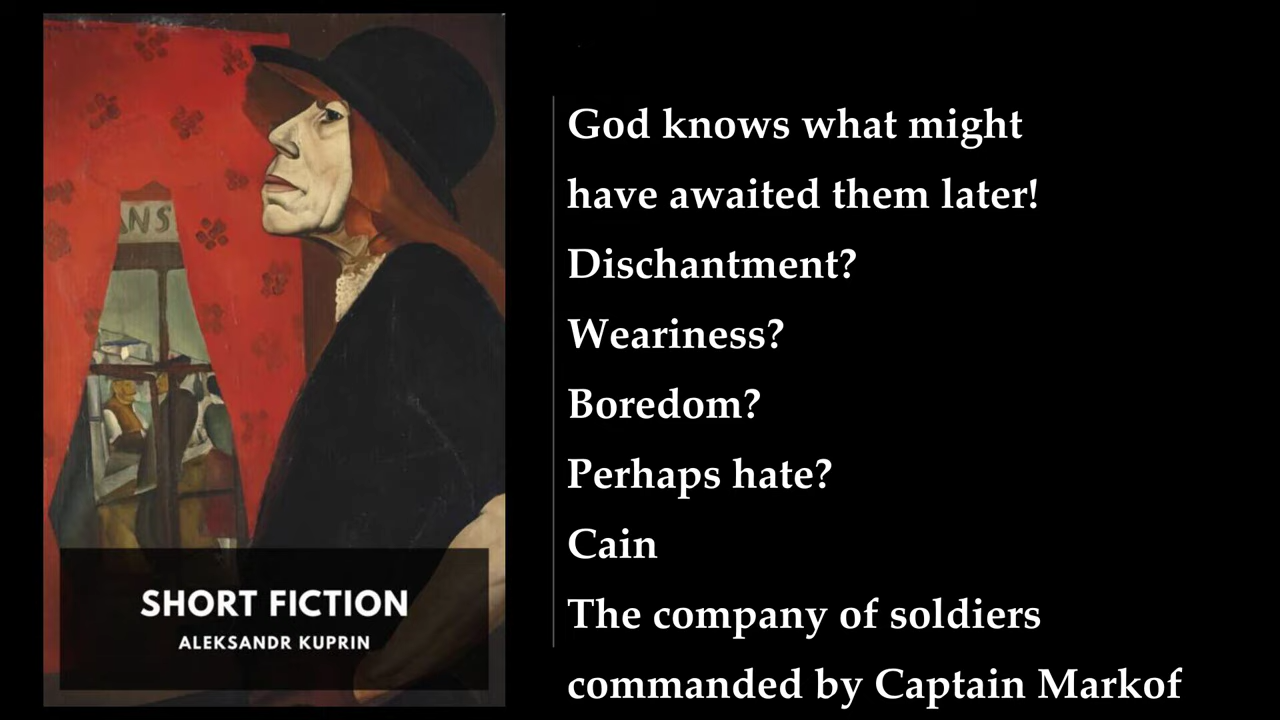 ANS
SHORT FICTION
ALEKSANDR KUPRIN
God knows what might
have awaited them later!
Dischantment?
Weariness?
Boredom?
Perhaps hate?
Cain
The company of soldiers
commanded by Captain Markof